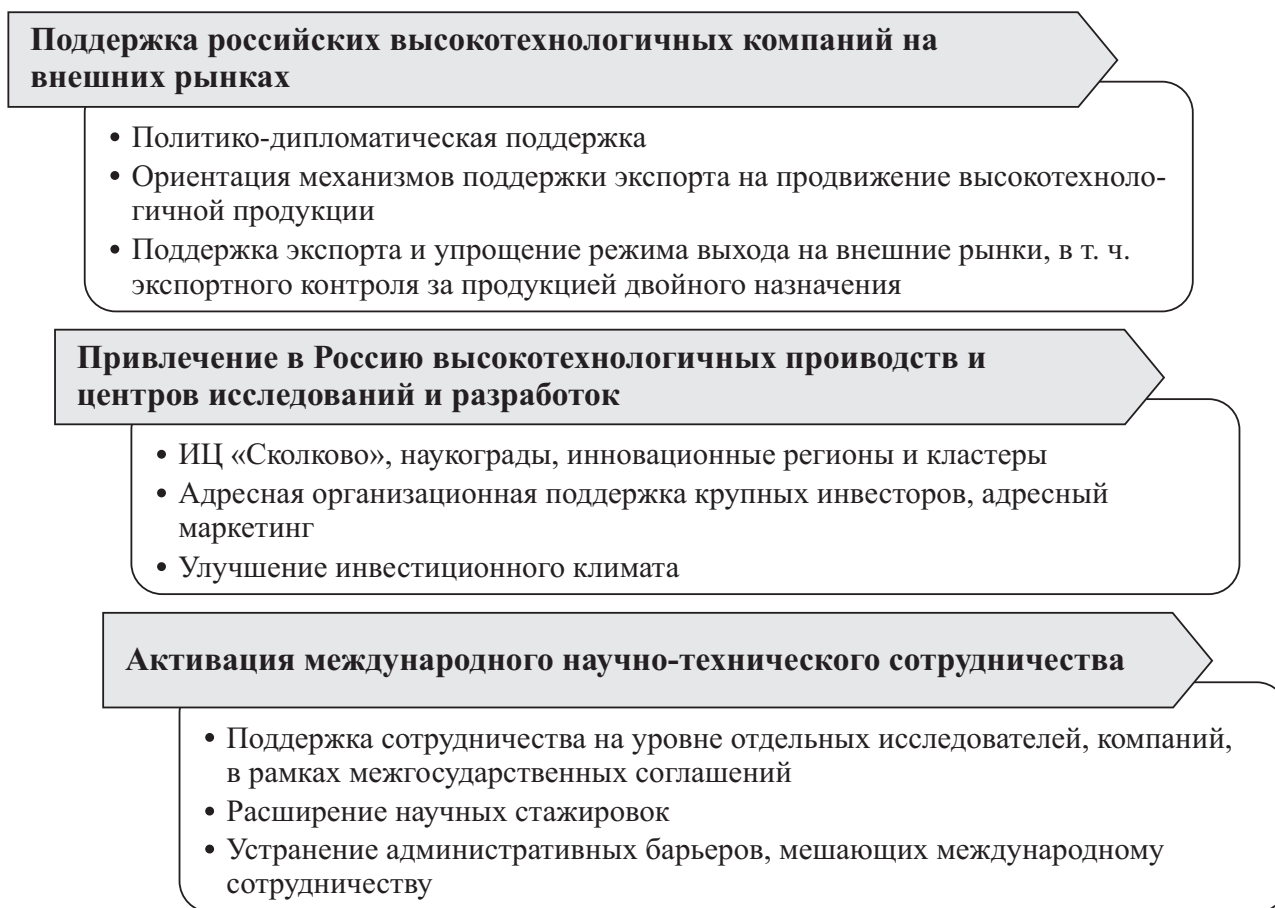 Поддержка российских высокотехнологичных компаний на
внешних рынках
• Политико-дипломатическая поддержка
• Ориентация механизмов поддержки экспорта на продвижение высокотехноло-
гичной продукции
• Поддержка экспорта и упрощение режима выхода на внешние рынки, в т. ч.
экспортного контроля за продукцией двойного назначения
Привлечение в Россию высокотехнологичных проиводств и
центров исследований и разработок
• ИЦ «Сколково», наукограды, инновационные регионы и кластеры
• Адресная организационная поддержка крупных инвесторов, адресный
маркетинг
• Улучшение инвестиционного климата
Активация международного научно-технического сотрудничества
• Поддержка сотрудничества на уровне отдельных исследователей, компаний,
в рамках межгосударственных соглашений
• Расширение научных стажировок
• Устранение административных барьеров, мешающих международному
сотрудничеству